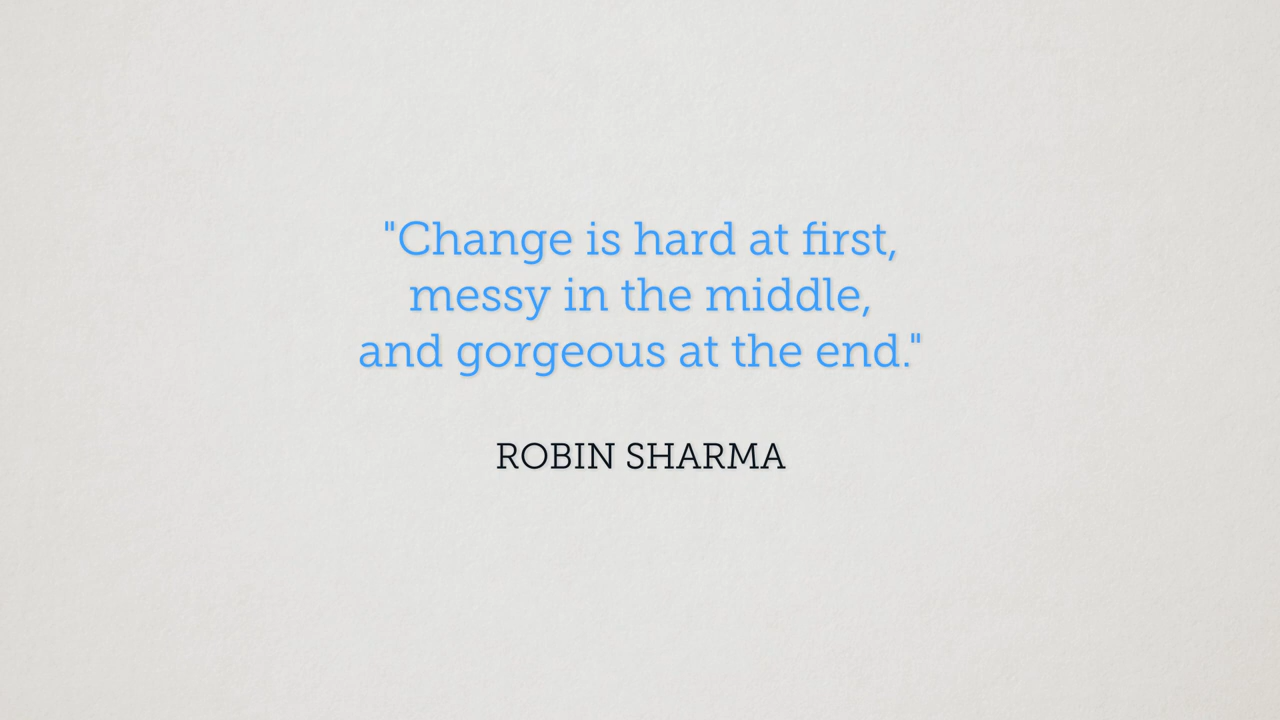 "Change is hard at first,
messy in the middle,
and gorgeous at the end."
ROBIN SHARMA